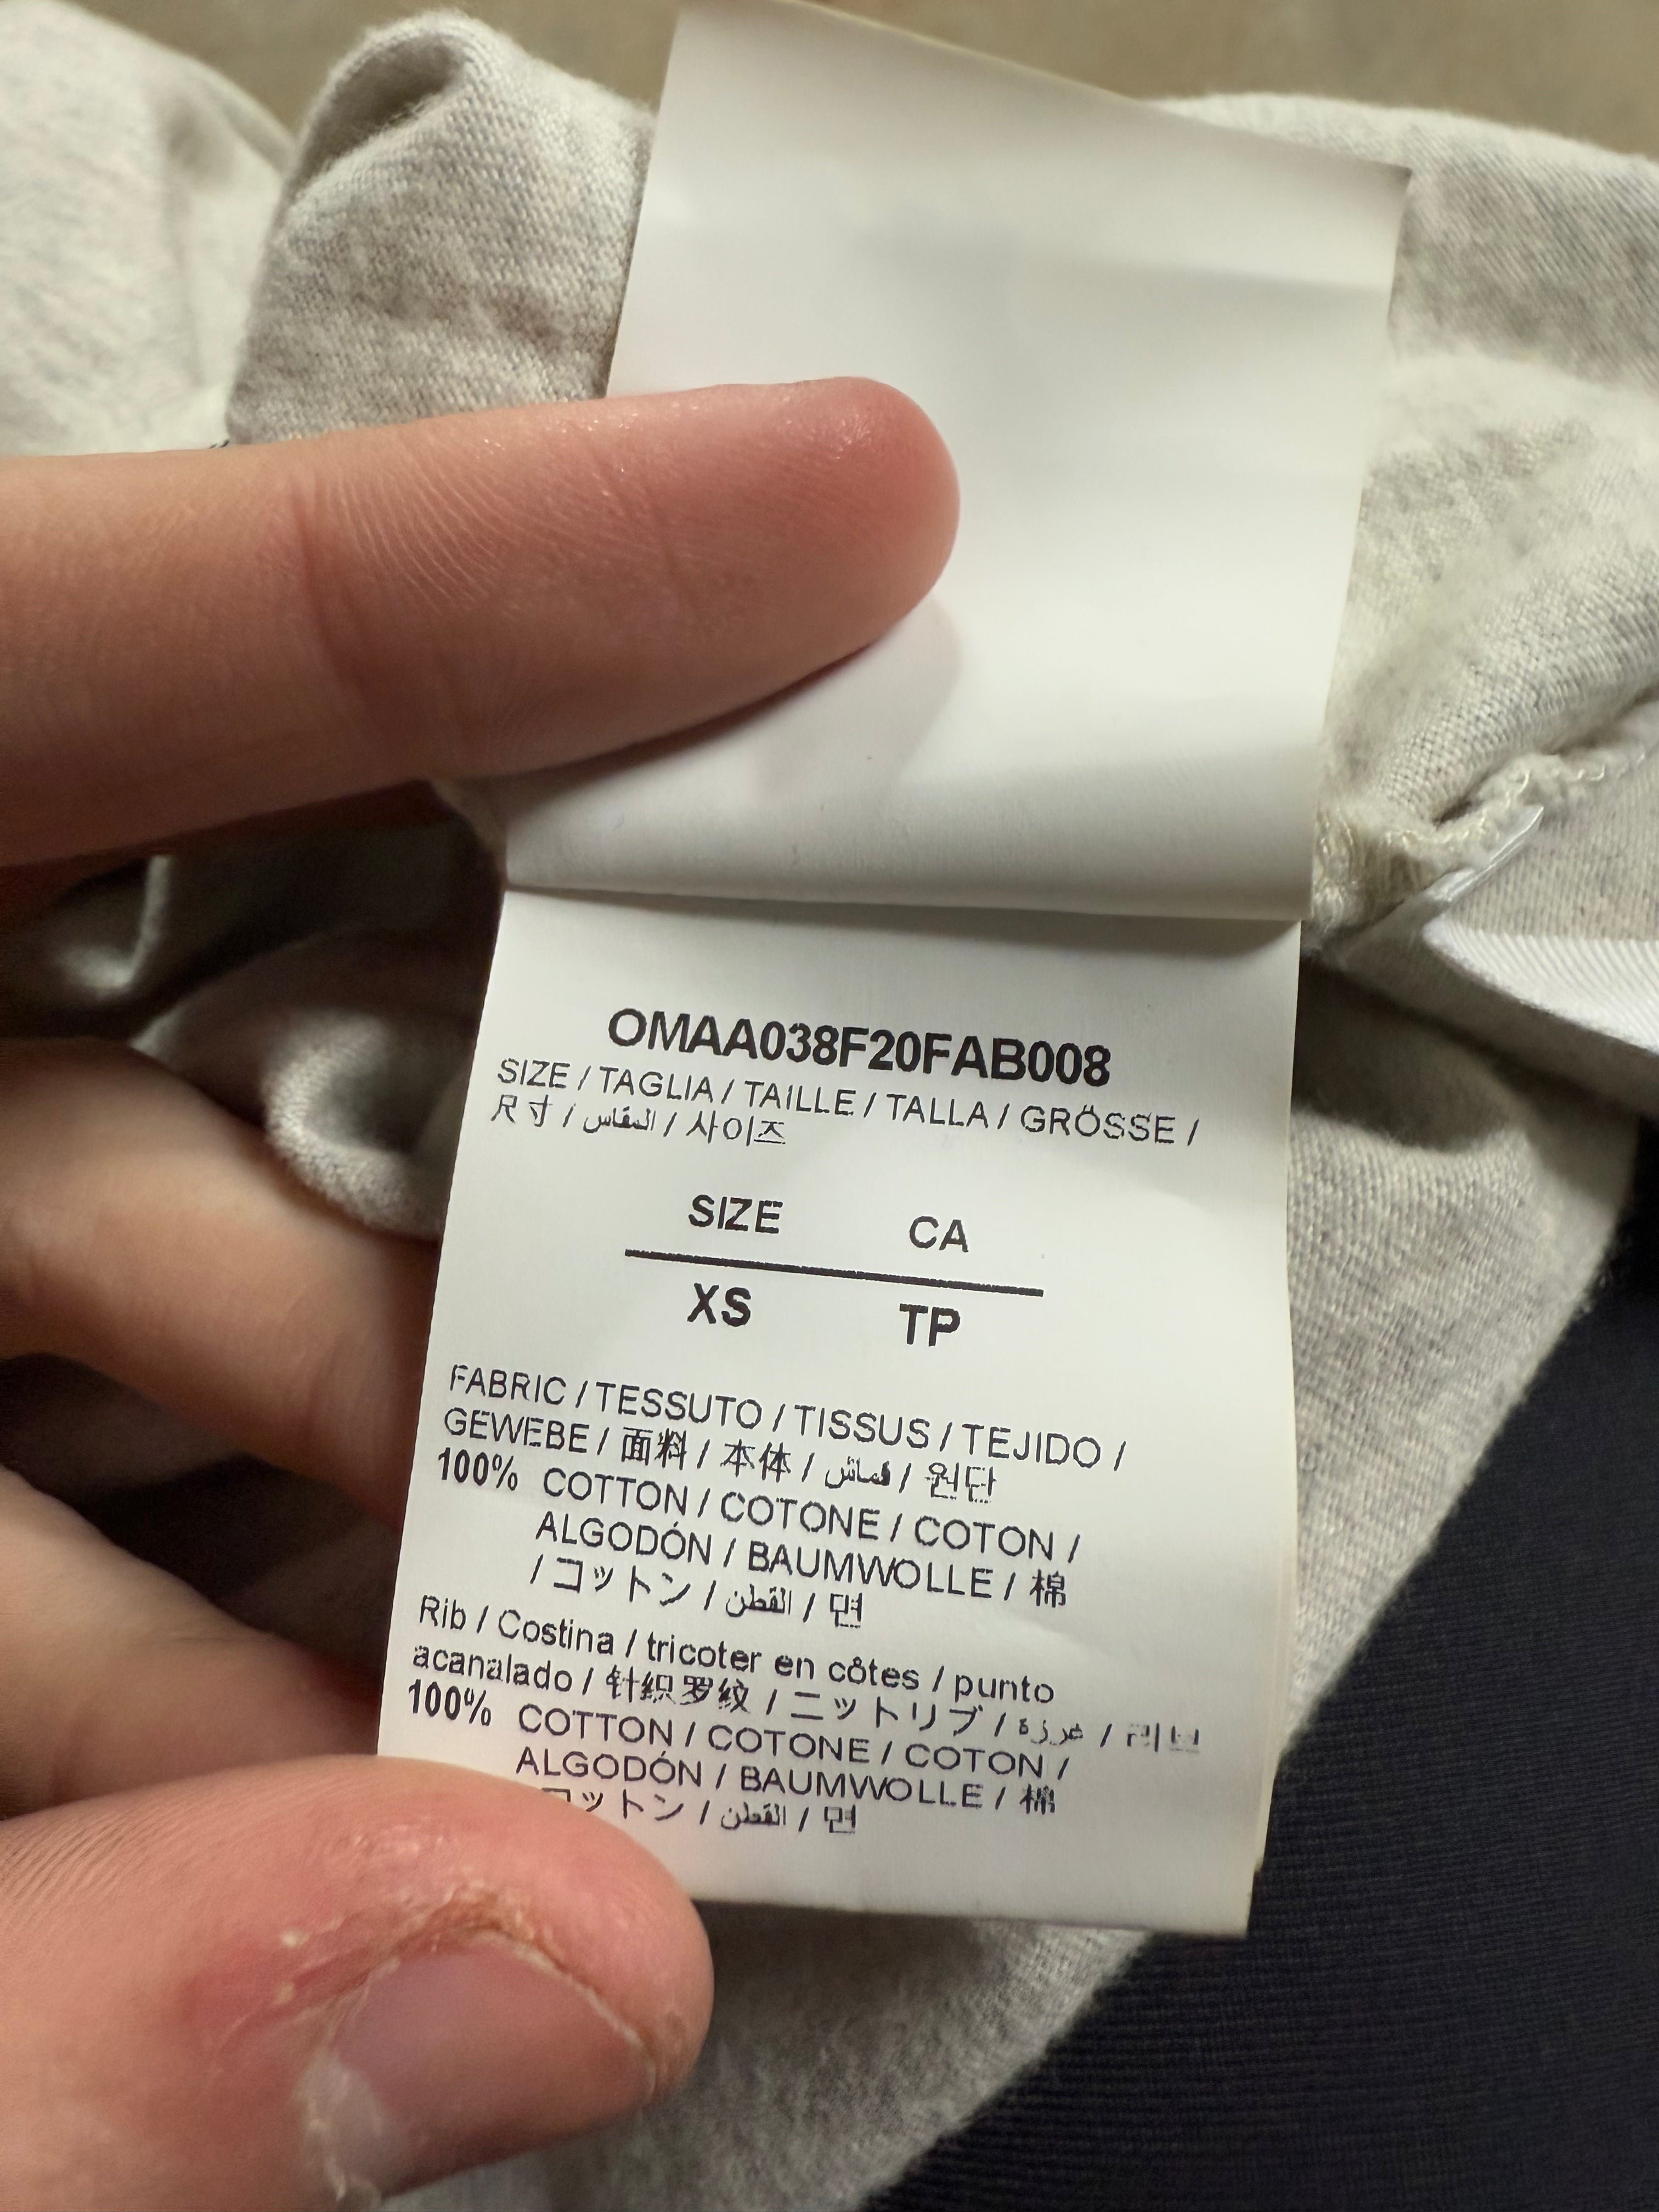 OMAA038F20FAB008
SIZE / TAGLIA / TAILLE / TALLA / GRÖSSE /
尺寸 / المقاس / 사이즈
SIZE CA
XS TP
FABRIC / TESSUTO / TISSUS / TEJIDO /
GEWEBE / 面料 / 本体 / قماش / 원단
100% COTTON / COTONE / COTON /
ALGODÓN / BAUMWOLLE / 棉
/ コットン / القطن / 면
Rib / Costina / tricoter en côtes / punto
acanalado / 针织罗纹 / ニットリブ / غرزة / 리브
100% COTTON / COTONE / COTON /
ALGODÓN / BAUMWOLLE / 棉
コットン / القطن / 면